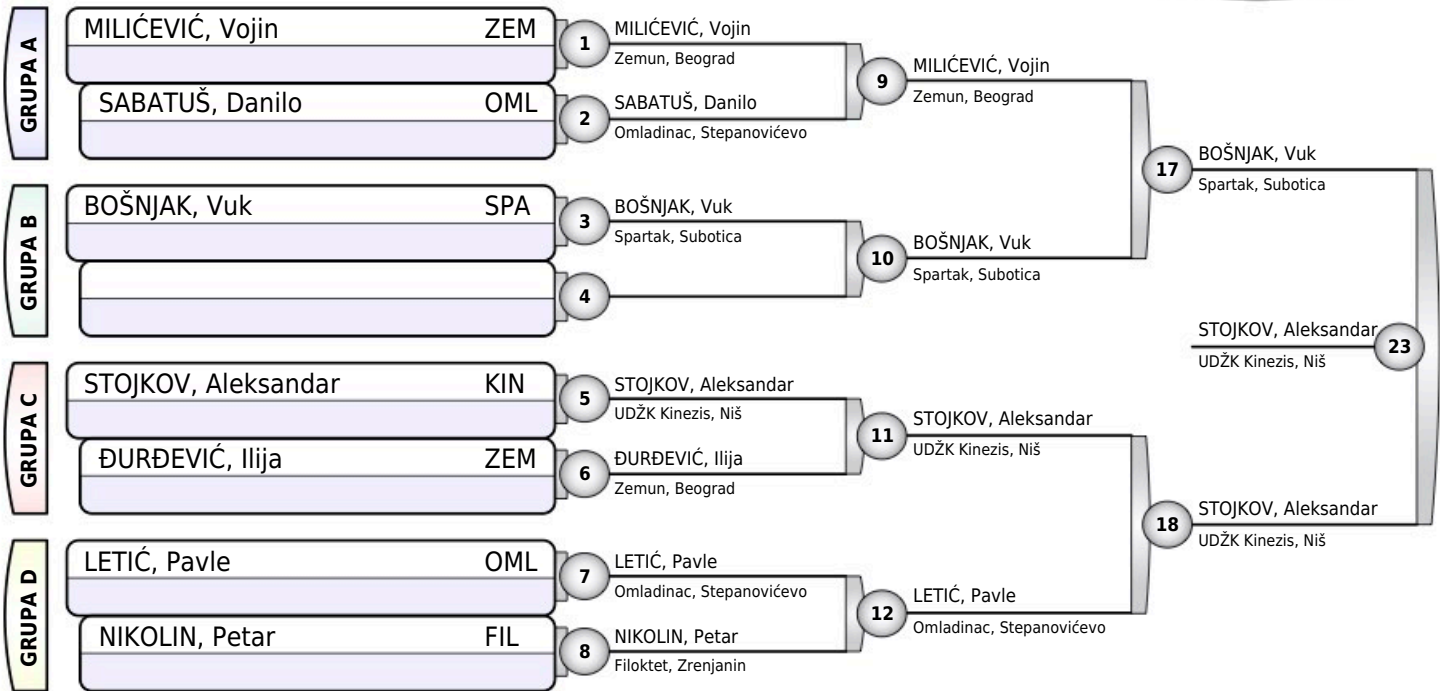 GRUPA A
MILIĆEVIĆ, Vojin ZEM
SABATUŠ, Danilo OML
GRUPA B
BOŠNJAK, Vuk SPA
GRUPA C
STOJKOV, Aleksandar KIN
ĐURĐEVIĆ, Ilija ZEM
GRUPA D
LETIĆ, Pavle OML
NIKOLIN, Petar FIL
1
MILIĆEVIĆ, Vojin
Zemun, Beograd
2
SABATUŠ, Danilo
Omladinac, Stepanovićevo
3
BOŠNJAK, Vuk
Spartak, Subotica
4
5
STOJKOV, Aleksandar
UDŽK Kinezis, Niš
6
ĐURĐEVIĆ, Ilija
Zemun, Beograd
7
LETIĆ, Pavle
Omladinac, Stepanovićevo
8
NIKOLIN, Petar
Filoktet, Zrenjanin
9
MILIĆEVIĆ, Vojin
Zemun, Beograd
10
BOŠNJAK, Vuk
Spartak, Subotica
11
STOJKOV, Aleksandar
UDŽK Kinezis, Niš
12
LETIĆ, Pavle
Omladinac, Stepanovićevo
17
BOŠNJAK, Vuk
Spartak, Subotica
18
STOJKOV, Aleksandar
UDŽK Kinezis, Niš
STOJKOV, Aleksandar
UDŽK Kinezis, Niš
23